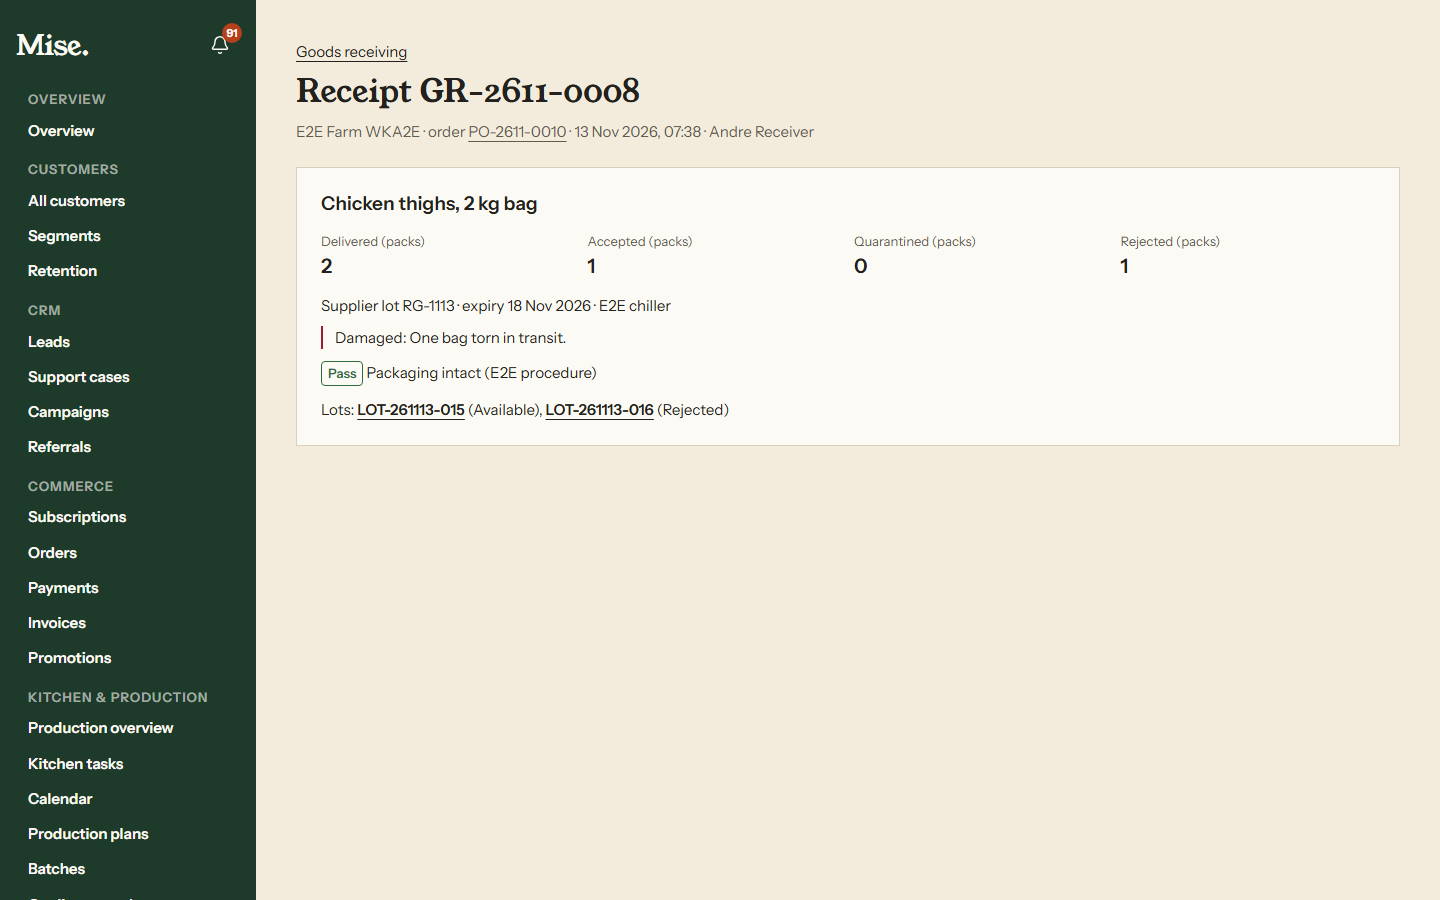 Mise.
91
OVERVIEW
Overview
CUSTOMERS
All customers
Segments
Retention
CRM
Leads
Support cases
Campaigns
Referrals
COMMERCE
Subscriptions
Orders
Payments
Invoices
Promotions
KITCHEN & PRODUCTION
Production overview
Kitchen tasks
Calendar
Production plans
Batches
Goods receiving
Receipt GR-2611-0008
E2E Farm WKA2E · order PO-2611-0010 · 13 Nov 2026, 07:38 · Andre Receiver
Chicken thighs, 2 kg bag
Delivered (packs) Accepted (packs) Quarantined (packs) Rejected (packs)
2 1 0 1
Supplier lot RG-1113 · expiry 18 Nov 2026 · E2E chiller
Damaged: One bag torn in transit.
Pass Packaging intact (E2E procedure)
Lots: LOT-261113-015 (Available), LOT-261113-016 (Rejected)